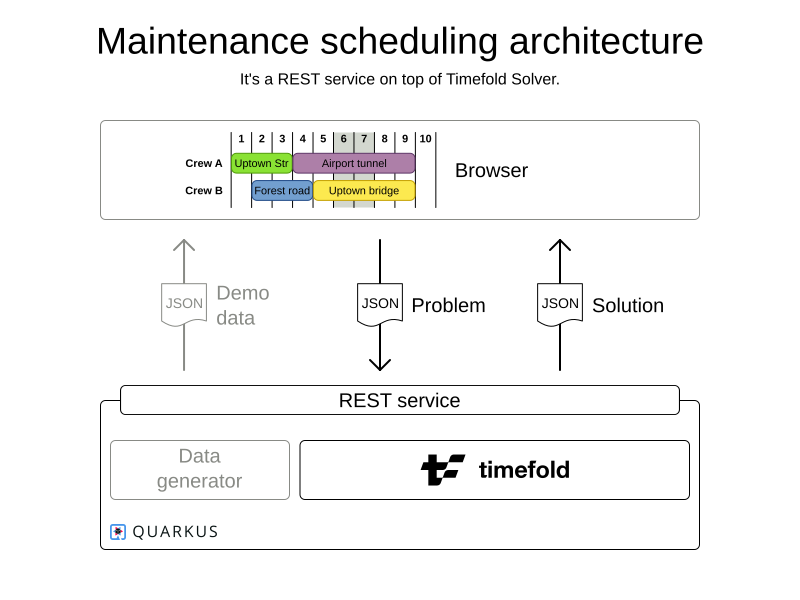 Maintenance scheduling architecture
It's a REST service on top of Timefold Solver.
1 2 3 4 5 6 7 8 9 10
Crew A Uptown Str Airport tunnel
Crew B Forest road Uptown bridge
Browser
JSON Demo data
JSON Problem
JSON Solution
REST service
Data
generator
timefold
QUARKUS